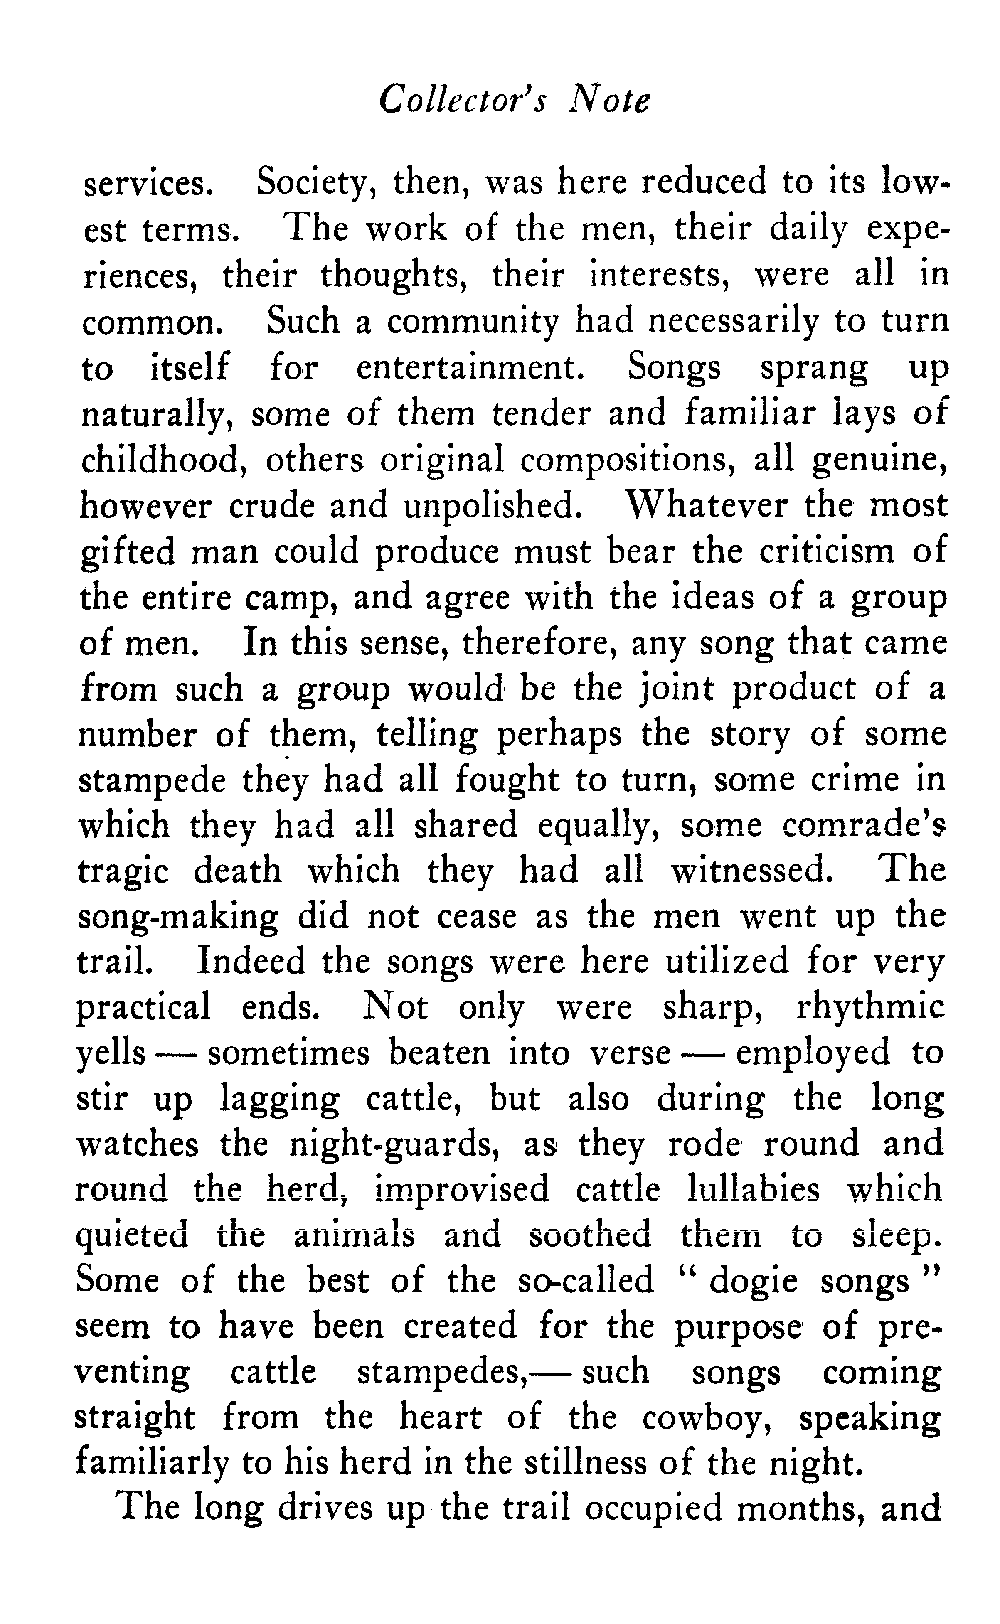 Collector's Note
services. Society, then, was here reduced to its low-
est terms. The work of the men, their daily expe-
riences, their thoughts, their interests, were all in
common. Such a community had necessarily to turn
to itself for entertainment. Songs sprang up
naturally, some of them tender and familiar lays of
childhood, others original compositions, all genuine,
however crude and unpolished. Whatever the most
gifted man could produce must bear the criticism of
the entire camp, and agree with the ideas of a group
of men. In this sense, therefore, any song that came
from such a group would be the joint product of a
number of them, telling perhaps the story of some
stampede they had all fought to turn, some crime in
which they had all shared equally, some comrade's
tragic death which they had all witnessed. The
song-making did not cease as the men went up the
trail. Indeed the songs were here utilized for very
practical ends. Not only were sharp, rhythmic
yells — sometimes beaten into verse — employed to
stir up lagging cattle, but also during the long
watches the night-guards, as they rode round and
round the herd, improvised cattle lullabies which
quieted the animals and soothed them to sleep.
Some of the best of the so-called " dogie songs "
seem to have been created for the purpose of pre-
venting cattle stampedes,— such songs coming
straight from the heart of the cowboy, speaking
familiarly to his herd in the stillness of the night.
The long drives up the trail occupied months, and